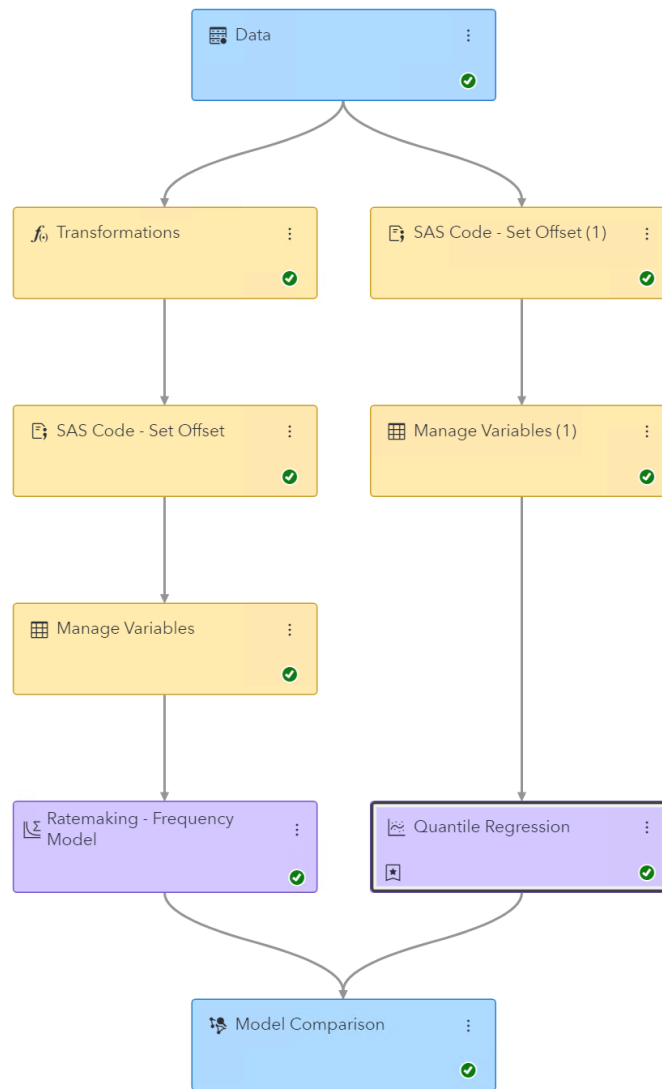 Data
Transformations
SAS Code - Set Offset (1)
SAS Code - Set Offset
Manage Variables (1)
Manage Variables
Ratemaking - Frequency
Model
Quantile Regression
Model Comparison